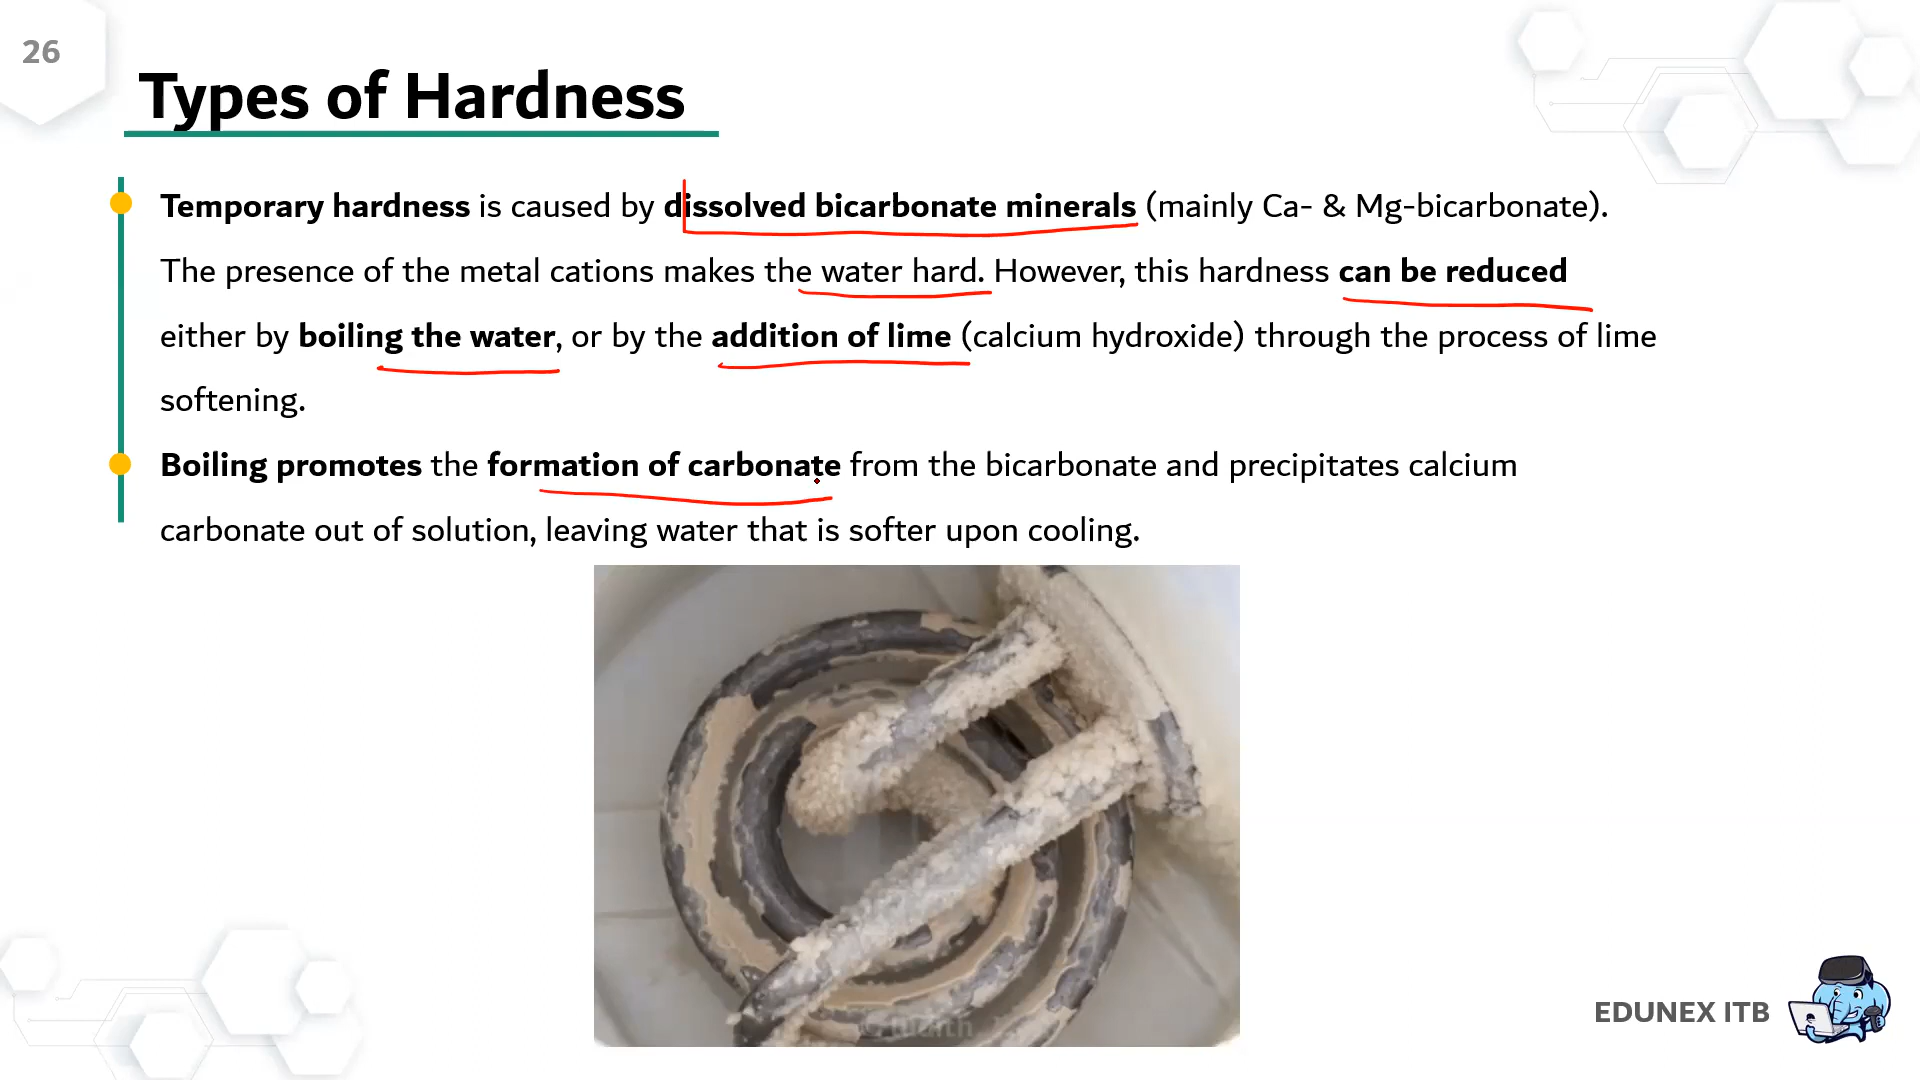 26
Types of Hardness
Temporary hardness is caused by dissolved bicarbonate minerals (mainly Ca- & Mg-bicarbonate).
The presence of the metal cations makes the water hard. However, this hardness can be reduced
either by boiling the water, or by the addition of lime (calcium hydroxide) through the process of lime
softening.
Boiling promotes the formation of carbonate from the bicarbonate and precipitates calcium
carbonate out of solution, leaving water that is softer upon cooling.
EDUNEX ITB